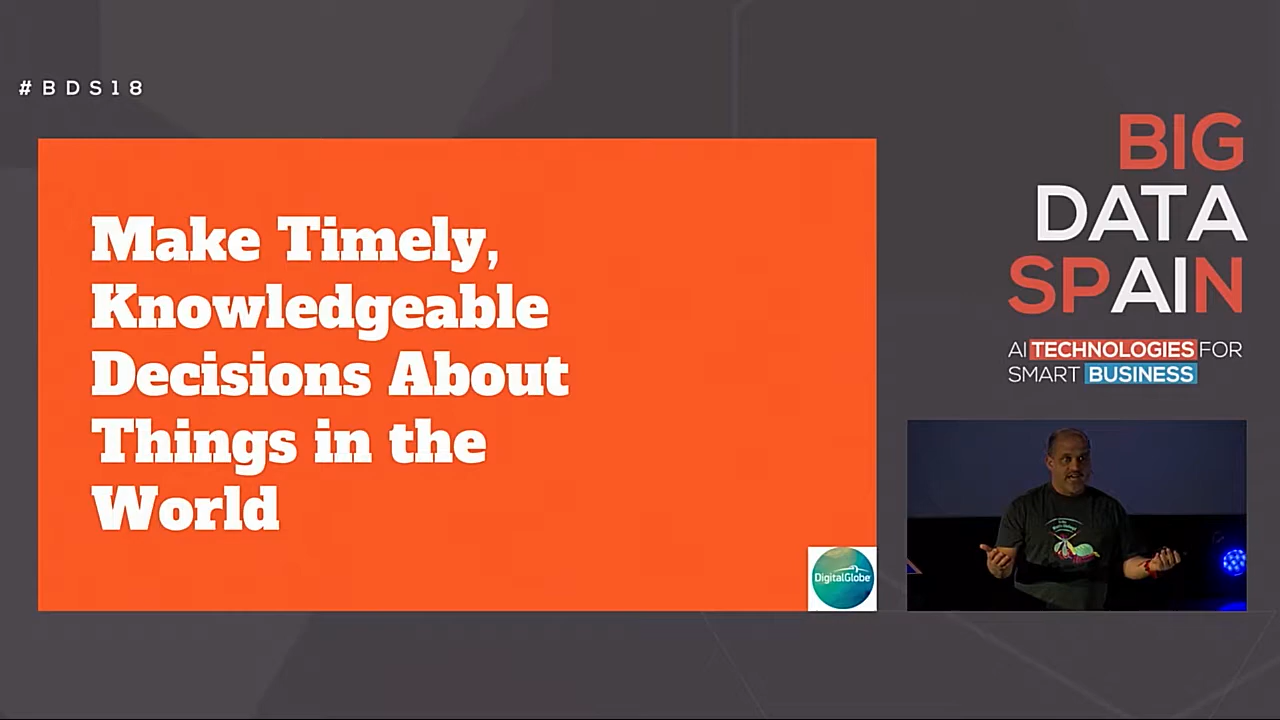 #BDS18
Make Timely,
Knowledgeable
Decisions About
Things in the
World
DigitalGlobe
BIG
DATA
SPAIN
AI TECHNOLOGIES FOR
SMART BUSINESS